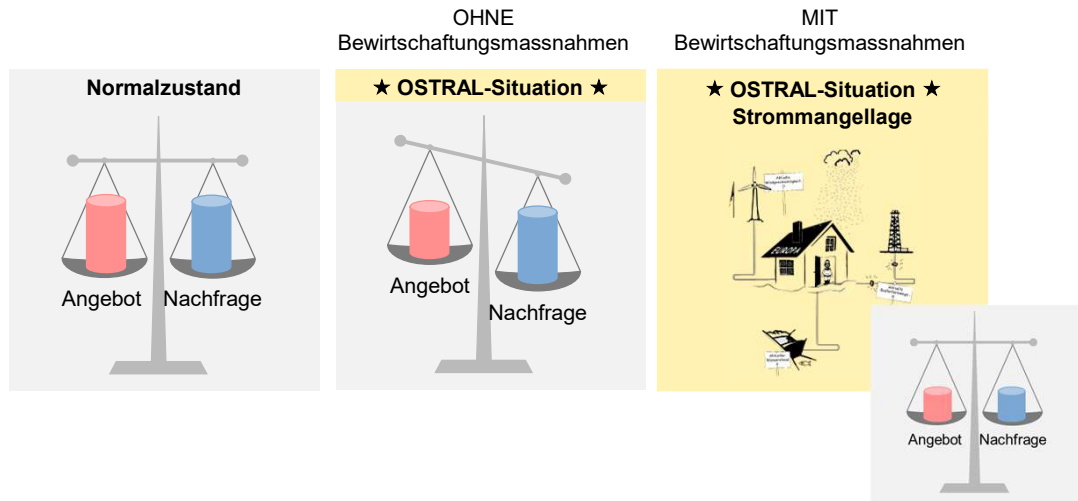 OHNE
Bewirtschaftungsmassnahmen
MIT
Bewirtschaftungsmassnahmen
Normalzustand
Angebot
Nachfrage
★ OSTRAL-Situation ★
Angebot
Nachfrage
★ OSTRAL-Situation ★
Strommangellage
EUROPA
Angebot
Nachfrage